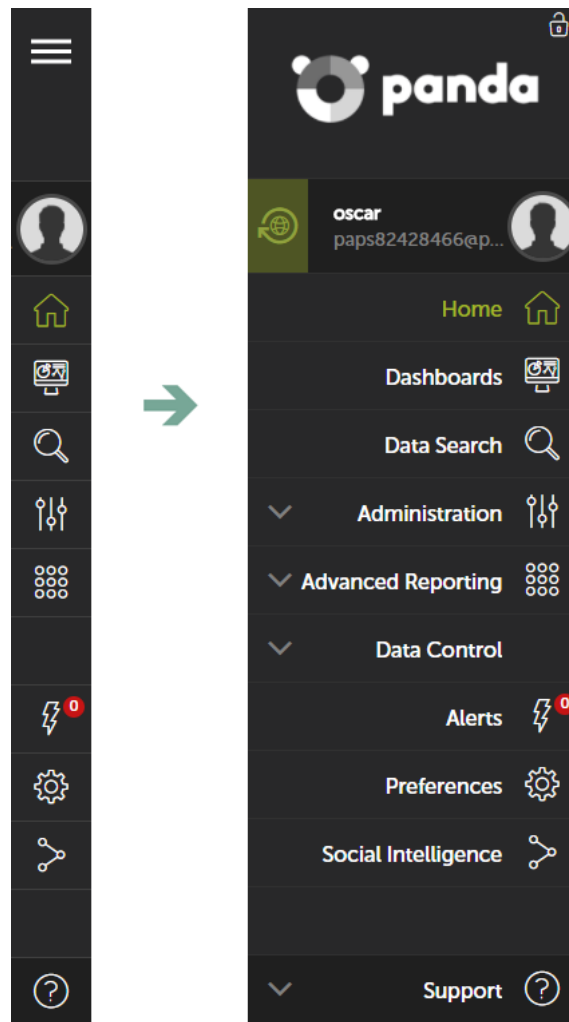 panda
oscar
paps82428466@p...
Home
Dashboards
Data Search
Administration
Advanced Reporting
Data Control
0
Alerts
0
Preferences
Social Intelligence
?
Support
?